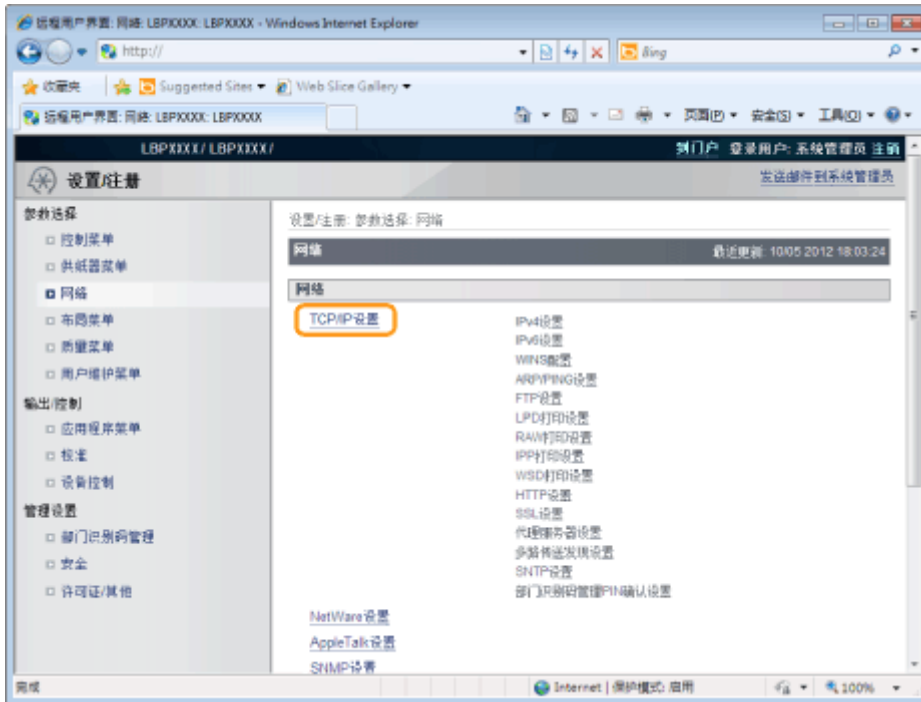 远程用户界面: 网络: LBPXXXX: LBPXXXX - Windows Internet Explorer
http://
Bing
收藏夹 Suggested Sites Web Slice Gallery
远程用户界面: 网络: LBPXXXX: LBPXXXX
页面(P) 安全(S) 工具(O)
LBPXXXX/ LBPXXXX/
到门户 登录用户: 系统管理员 注销
设置/注册
发送邮件到系统管理员
参数选择
控制菜单
供纸器菜单
网络
布局菜单
质量菜单
用户维护菜单
输出/控制
应用程序菜单
校准
设备控制
管理设置
部门识别码管理
安全
许可证/其他
设置/注册: 参数选择: 网络
网络
最近更新: 10/05 2012 18:03:24
网络
TCP/IP设置
IPv4设置
IPv6设置
WINS配置
ARP/PING设置
FTP设置
LPD打印设置
RAW打印设置
IPP打印设置
WSD打印设置
HTTP设置
SSL设置
代理服务器设置
多路传送发现设置
SNTP设置
部门识别码管理PIN确认设置
NetWare设置
AppleTalk设置
SNMP设置
完成
Internet | 保护模式: 启用
100%